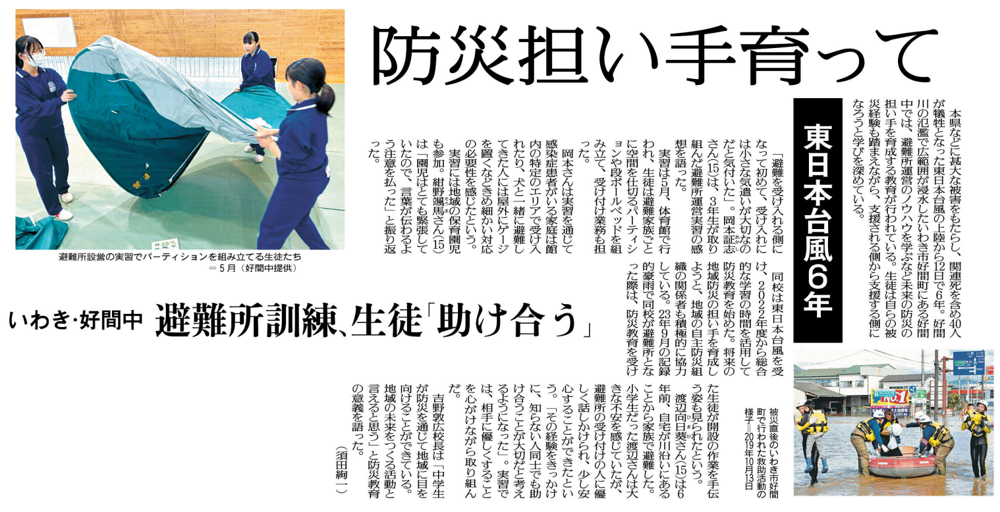 防災担い手育って
東日本台風6年
いわき・好間中 避難所訓練、生徒「助け合う」
本県などに甚大な被害をもたらし、関連死を含め40人
が犠牲となった東日本台風の上陸から12日で6年。好間
川の氾濫で広範囲が浸水したいわき市好間町にある好間
中では、避難所運営のノウハウを学ぶなど未来の防災の
担い手を育成する教育が行われている。生徒は自らの被
災経験も踏まえながら、支援される側から支援する側に
なろうと学びを深めている。
「避難を受け入れる側に
なって初めて、受け入れに
は小さな気遣いが大切なの
だと気付いた」。岡本証志
さん(15)は、3年生が取り
組んだ避難所運営実習の感
想を語った。
実習は5月、体育館で行
われ、生徒は避難家族ごと
に空間を仕切るパーティシ
ョンや段ボールベッドを組
み立て、受け付け業務も担
った。
岡本さんは実習を通じて
感染症患者がいる家庭は館
内の特定のエリアで受け入
れたり、犬と一緒に避難し
てきた人には屋外にゲージ
を置くなどきめ細かい対応
の必要性を感じたという。
実習には地域の保育園児
も参加。紺野颯馬さん(15)
は「園児はとても緊張して
いたので、言葉が伝わるよ
う注意を払った」と振り返
った。
同校は東日本台風を受
け、2022年度から総合
的な学習の時間を活用して
防災教育を始めた。将来の
地域防災の担い手を育成し
ようと、地域の自主防災組
織の関係者も積極的に協力
している。23年9月の記録
的豪雨で同校が避難所とな
った際は、防災教育を受け
た生徒が開設の作業を手伝
う姿も見られたという。
渡辺向日葵さん(15)は6
ひまわ
年前、自宅が川沿いにある
ことから家族で避難した。
小学生だった渡辺さんは大
きな不安を感じていたが、
避難所の受け付けの人に優
しく話しかけられ、少し安
心することができたとい
う。「その経験をきっかけ
に、知らない人同士でも助
け合うことが大切だと考え
るようになった」。実習で
は、相手に優しくすること
を心がけながら取り組ん
だ。
吉野敦広校長は「中学生
が防災を通じて地域に目を
向けることができている。
地域の未来をつくる活動と
言えると思う」と防災教育
の意義を語った。
(須田絢一)
避難所設営の実習でパーティションを組み立てる生徒たち
＝5月（好間中提供）
被災直後のいわき市好間
町で行われた救助活動の
様子＝2019年10月13日
NO.1